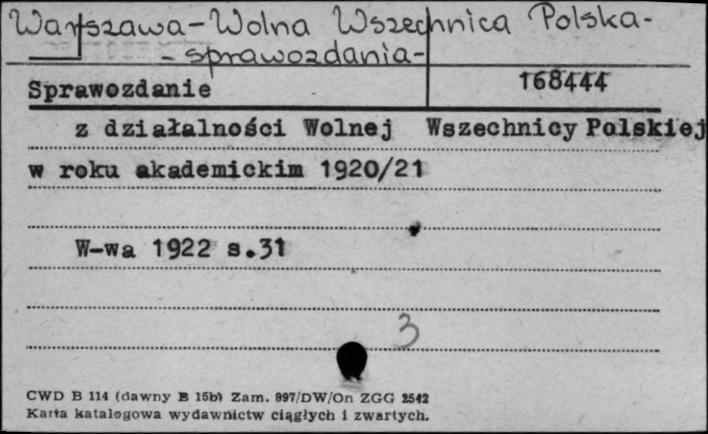 Warszawa-Wolna Wszechnica Polska-
-sprawozdania-
Sprawozdanie 168444
z działalności Wolnej Wszechnicy Polskiej
w roku akademickim 1920/21
W-wa 1922 s.31
3
CWD B 114 (dawny B 15b) Zam. 897/DW/On ZGG 2542
Karta katalogowa wydawnictw ciągłych i zwartych.